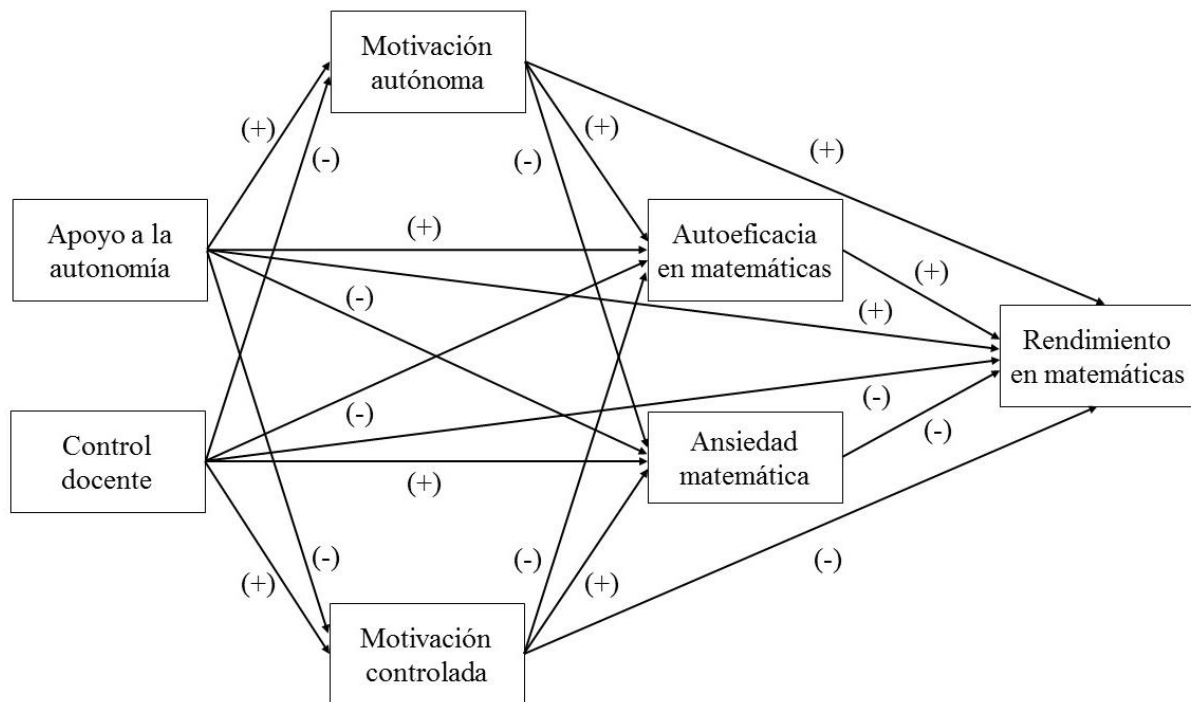 Motivación
autónoma
(+)
(-)
(+)
(-)
(+)
Apoyo a la
autonomía
(+)
Autoeficacia
en matemáticas
(+)
(-)
(+)
Rendimiento
en matemáticas
Control
docente
(-)
(+)
Ansiedad
matemática
(-)
(-)
(+)
(-)
(-)
(+)
(-)
Motivación
controlada